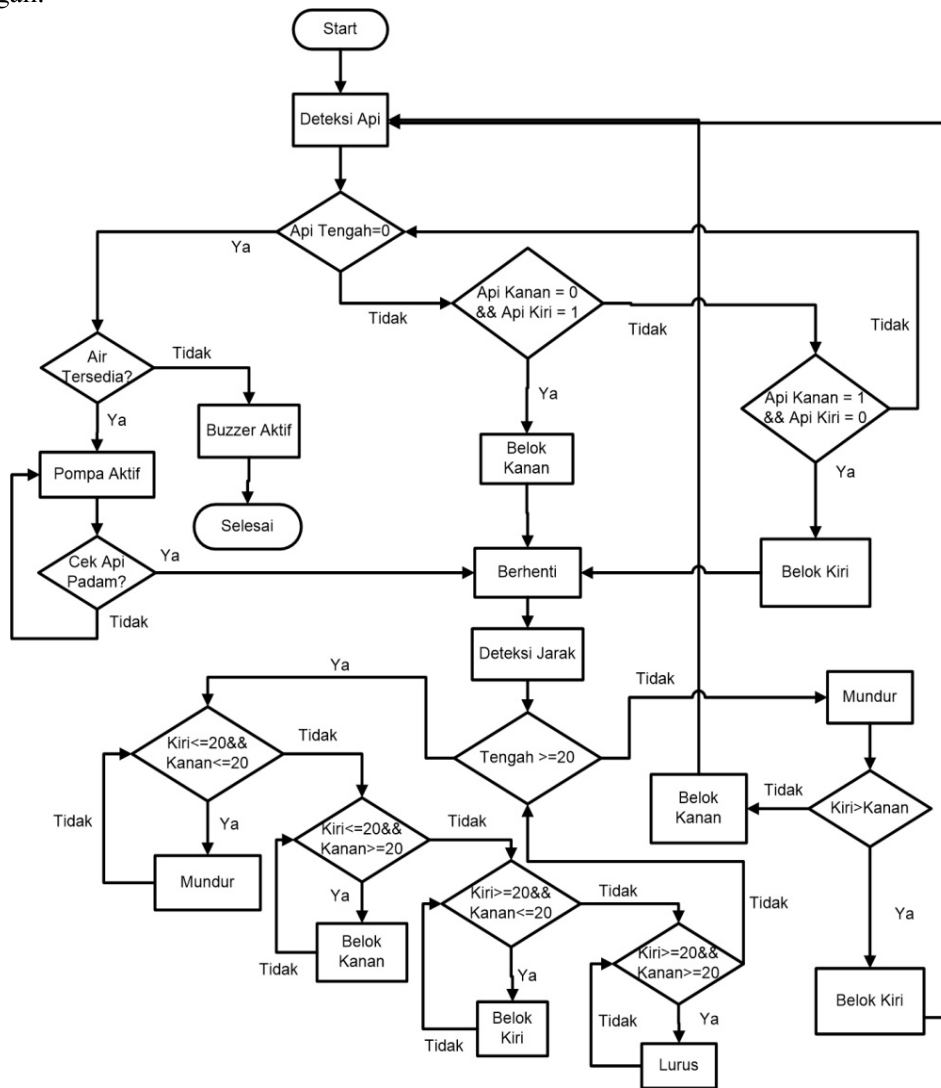 Start
Deteksi Api
Api Tengah=0
Ya
Tidak
Api Kanan = 0
&& Api Kiri = 1
Tidak
Tidak
Api Kanan = 1
&& Api Kiri = 0
Air
Tersedia?
Tidak
Ya
Buzzer Aktif
Ya
Belok
Kanan
Ya
Pompa Aktif
Selesai
Cek Api
Padam?
Ya
Tidak
Berhenti
Belok Kiri
Deteksi Jarak
Ya
Tidak
Mundur
Kiri<=20&&
Kanan<=20
Tidak
Tengah >=20
Tidak
Ya
Mundur
Kiri<=20&&
Kanan>=20
Tidak
Belok
Kanan
Tidak
Kiri>Kanan
Ya
Tidak
Belok
Kanan
Kiri>=20&&
Kanan<=20
Tidak
Tidak
Ya
Tidak
Belok
Kiri
Kiri>=20&&
Kanan>=20
Ya
Tidak
Lurus
Ya
Belok Kiri